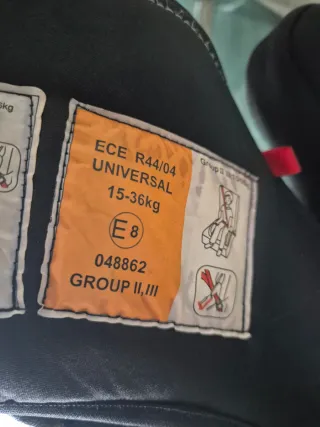 ECE R44/04
UNIVERSAL
15-36kg
E8
048862
GROUP II,III